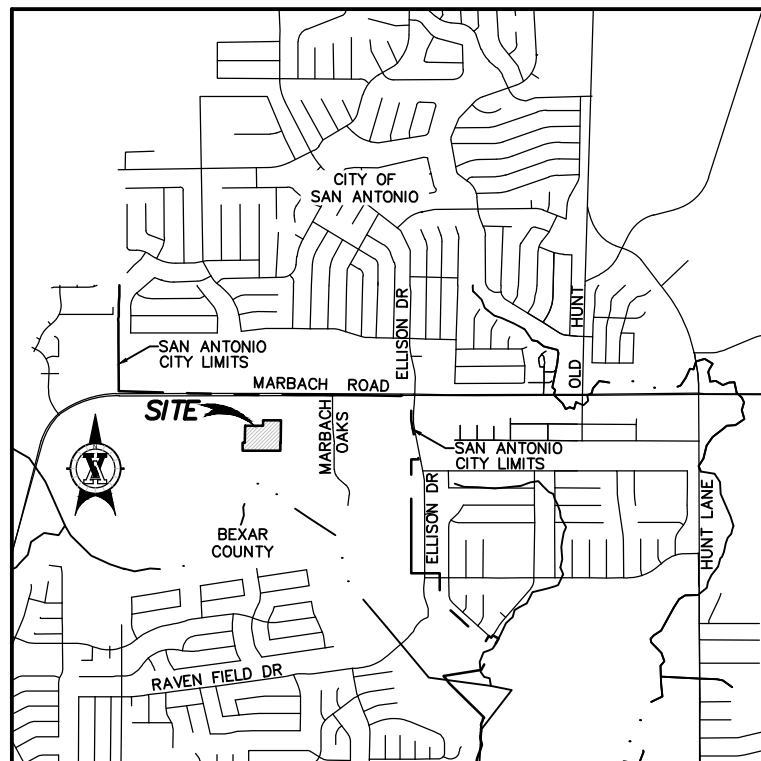 CITY OF
SAN ANTONIO
ELLISON DR
OLD HUNT
SAN ANTONIO
CITY LIMITS
MARBACH ROAD
SITE
MARBACH
OAKS
SAN ANTONIO
CITY LIMITS
ELLISON DR
HUNT LANE
BEXAR
COUNTY
RAVEN FIELD DR